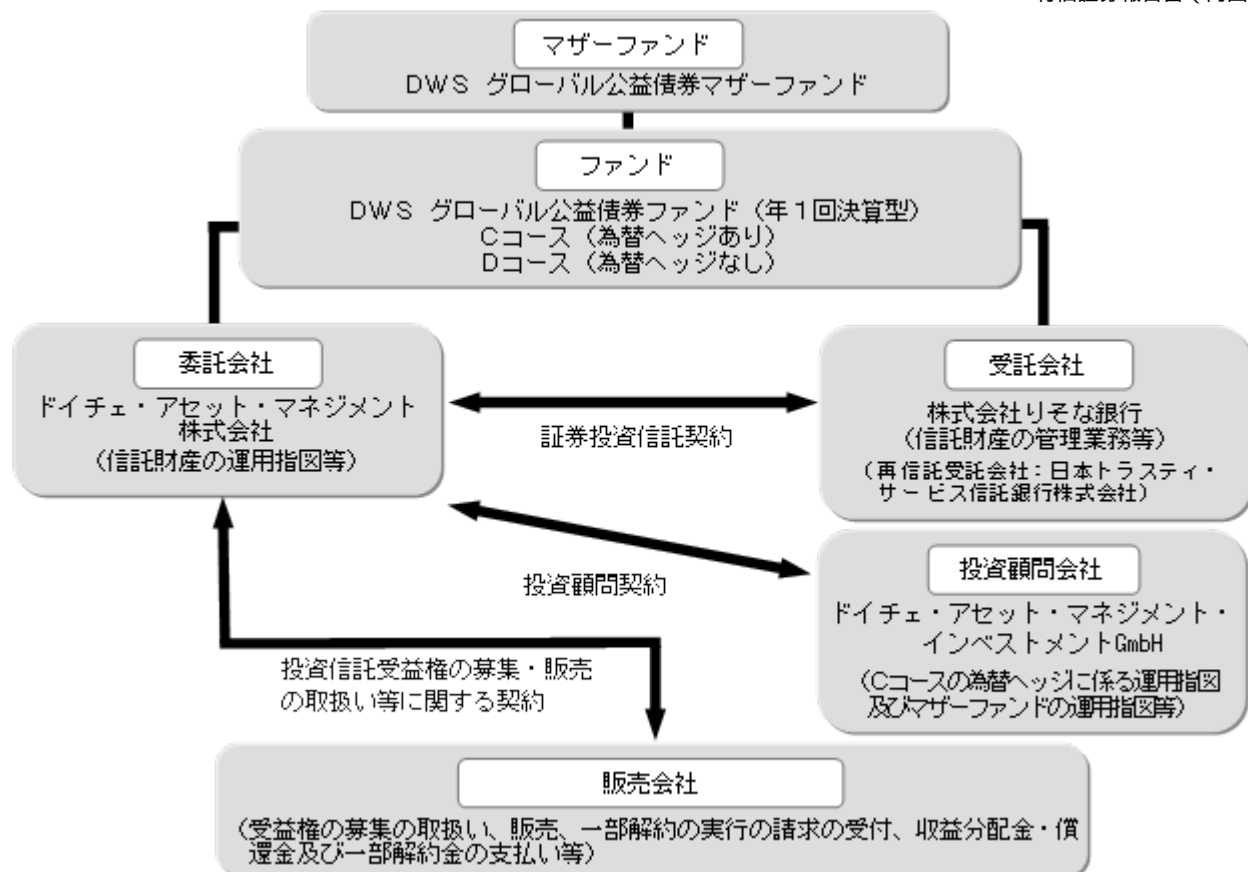 マザーファンド
DWS グローバル公益債券マザーファンド
ファンド
DWS グローバル公益債券ファンド（年１回決算型）
Cコース（為替ヘッジあり）
Dコース（為替ヘッジなし）
委託会社
ドイチェ・アセット・マネジメント
株式会社
（信託財産の運用指図等）
証券投資信託契約
受託会社
株式会社りそな銀行
（信託財産の管理業務等）
（再信託受託会社：日本トラスティ・
サービス信託銀行株式会社）
投資顧問契約
投資顧問会社
ドイチェ・アセット・マネジメント・
インベストメントGmbH
（Cコースの為替ヘッジに係る運用指図
及びマザーファンドの運用指図等）
投資信託受益権の募集・販売
の取扱い等に関する契約
販売会社
（受益権の募集の取扱い、販売、一部解約の実行の請求の受付、収益分配金・償
還金及び一部解約金の支払い等）